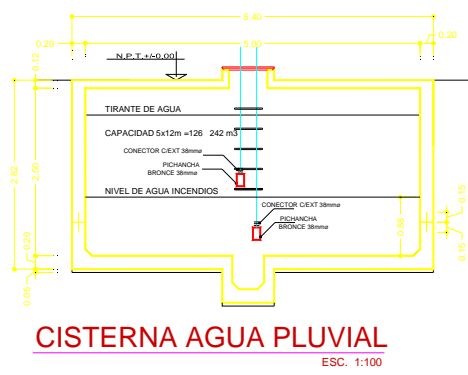 5.40
0.20 5.00 0.20
N.P.T.+/-0.00
0.12
TIRANTE DE AGUA
CAPACIDAD 5x12m =126 242 m3
CONECTOR C/EXT 38mmø
PICHANCHA
BRONCE 38mmø
NIVEL DE AGUA INCENDIOS
CONECTOR C/EXT 38mmø
PICHANCHA
BRONCE 38mmø
2.82
2.50
0.20
0.05
0.15
0.15
CISTERNA AGUA PLUVIAL
ESC. 1:100